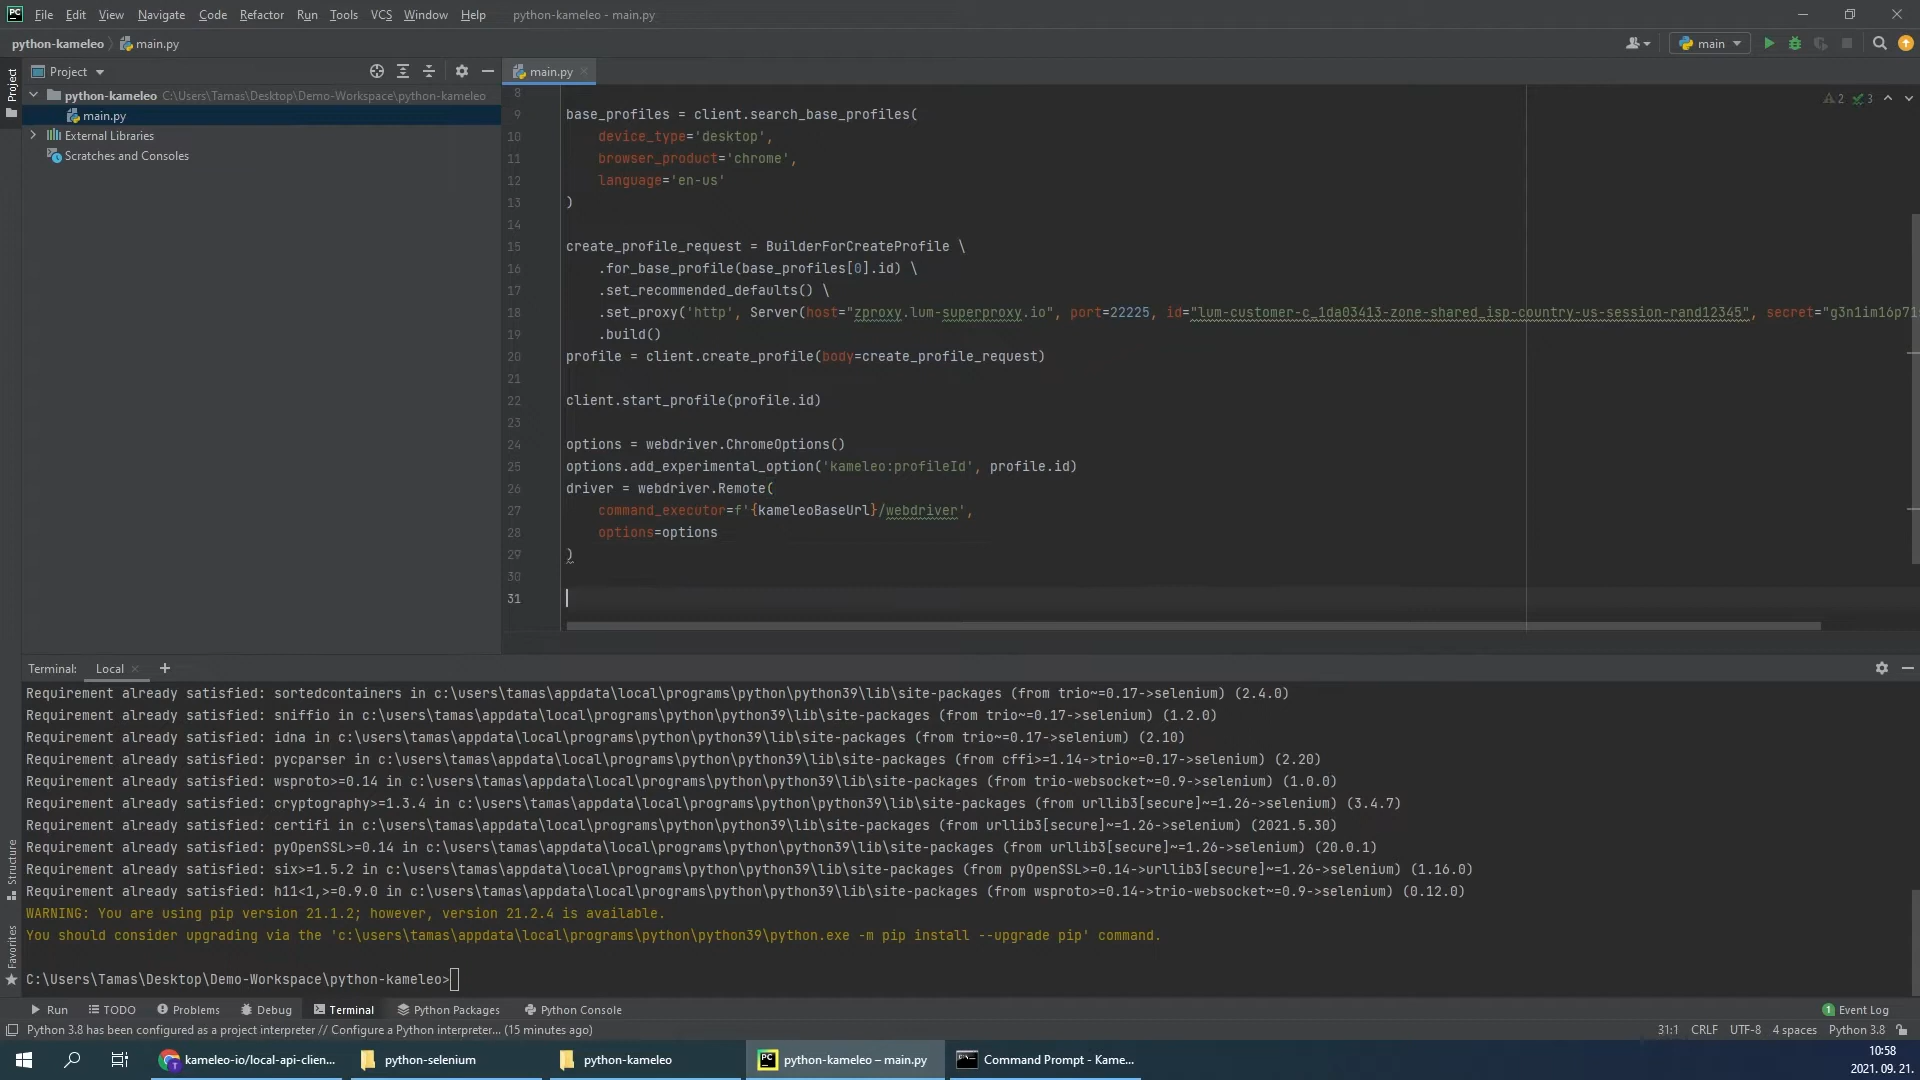 PC File Edit View Navigate Code Refactor Run Tools VCS Window Help python-kameleo - main.py
python-kameleo main.py main
Project main.py
Project
python-kameleo C:\Users\Tamas\Desktop\Demo-Workspace\python-kameleo
main.py
External Libraries
Scratches and Consoles
2 3
8
9 base_profiles = client.search_base_profiles(
10 device_type='desktop',
11 browser_product='chrome',
12 language='en-us'
13 )
14
15 create_profile_request = BuilderForCreateProfile \
16 .for_base_profile(base_profiles[0].id) \
17 .set_recommended_defaults() \
18 .set_proxy('http', Server(host="zproxy.lum-superproxy.io", port=22225, id="lum-customer-c_1da03413-zone-shared_isp-country-us-session-rand12345", secret="g3n1im16p71
19 .build()
20 profile = client.create_profile(body=create_profile_request)
21
22 client.start_profile(profile.id)
23
24 options = webdriver.ChromeOptions()
25 options.add_experimental_option('kameleo:profileId', profile.id)
26 driver = webdriver.Remote(
27 command_executor=f'{kameleoBaseUrl}/webdriver',
28 options=options
29 )
30
31
Terminal: Local +
Requirement already satisfied: sortedcontainers in c:\users\tamas\appdata\local\programs\python\python39\lib\site-packages (from trio~=0.17->selenium) (2.4.0)
Requirement already satisfied: sniffio in c:\users\tamas\appdata\local\programs\python\python39\lib\site-packages (from trio~=0.17->selenium) (1.2.0)
Requirement already satisfied: idna in c:\users\tamas\appdata\local\programs\python\python39\lib\site-packages (from trio~=0.17->selenium) (2.10)
Requirement already satisfied: pycparser in c:\users\tamas\appdata\local\programs\python\python39\lib\site-packages (from cffi>=1.14->trio~=0.17->selenium) (2.20)
Requirement already satisfied: wsproto>=0.14 in c:\users\tamas\appdata\local\programs\python\python39\lib\site-packages (from trio-websocket~=0.9->selenium) (1.0.0)
Requirement already satisfied: cryptography>=1.3.4 in c:\users\tamas\appdata\local\programs\python\python39\lib\site-packages (from urllib3[secure]~=1.26->selenium) (3.4.7)
Requirement already satisfied: certifi in c:\users\tamas\appdata\local\programs\python\python39\lib\site-packages (from urllib3[secure]~=1.26->selenium) (2021.5.30)
Requirement already satisfied: pyOpenSSL>=0.14 in c:\users\tamas\appdata\local\programs\python\python39\lib\site-packages (from urllib3[secure]~=1.26->selenium) (20.0.1)
Requirement already satisfied: six>=1.5.2 in c:\users\tamas\appdata\local\programs\python\python39\lib\site-packages (from pyOpenSSL>=0.14->urllib3[secure]~=1.26->selenium) (1.16.0)
Requirement already satisfied: h11<1,>=0.9.0 in c:\users\tamas\appdata\local\programs\python\python39\lib\site-packages (from wsproto>=0.14->trio-websocket~=0.9->selenium) (0.12.0)
WARNING: You are using pip version 21.1.2; however, version 21.2.4 is available.
You should consider upgrading via the 'c:\users\tamas\appdata\local\programs\python\python39\python.exe -m pip install --upgrade pip' command.
C:\Users\Tamas\Desktop\Demo-Workspace\python-kameleo>
Structure
Favorites
Run TODO Problems Debug Terminal Python Packages Python Console 1 Event Log
Python 3.8 has been configured as a project interpreter // Configure a Python interpreter... (15 minutes ago) 31:1 CRLF UTF-8 4 spaces Python 3.8
kameleo-io/local-api-clien... python-selenium python-kameleo PC python-kameleo – main.py Command Prompt - Kame... 10:58
2021. 09. 21.